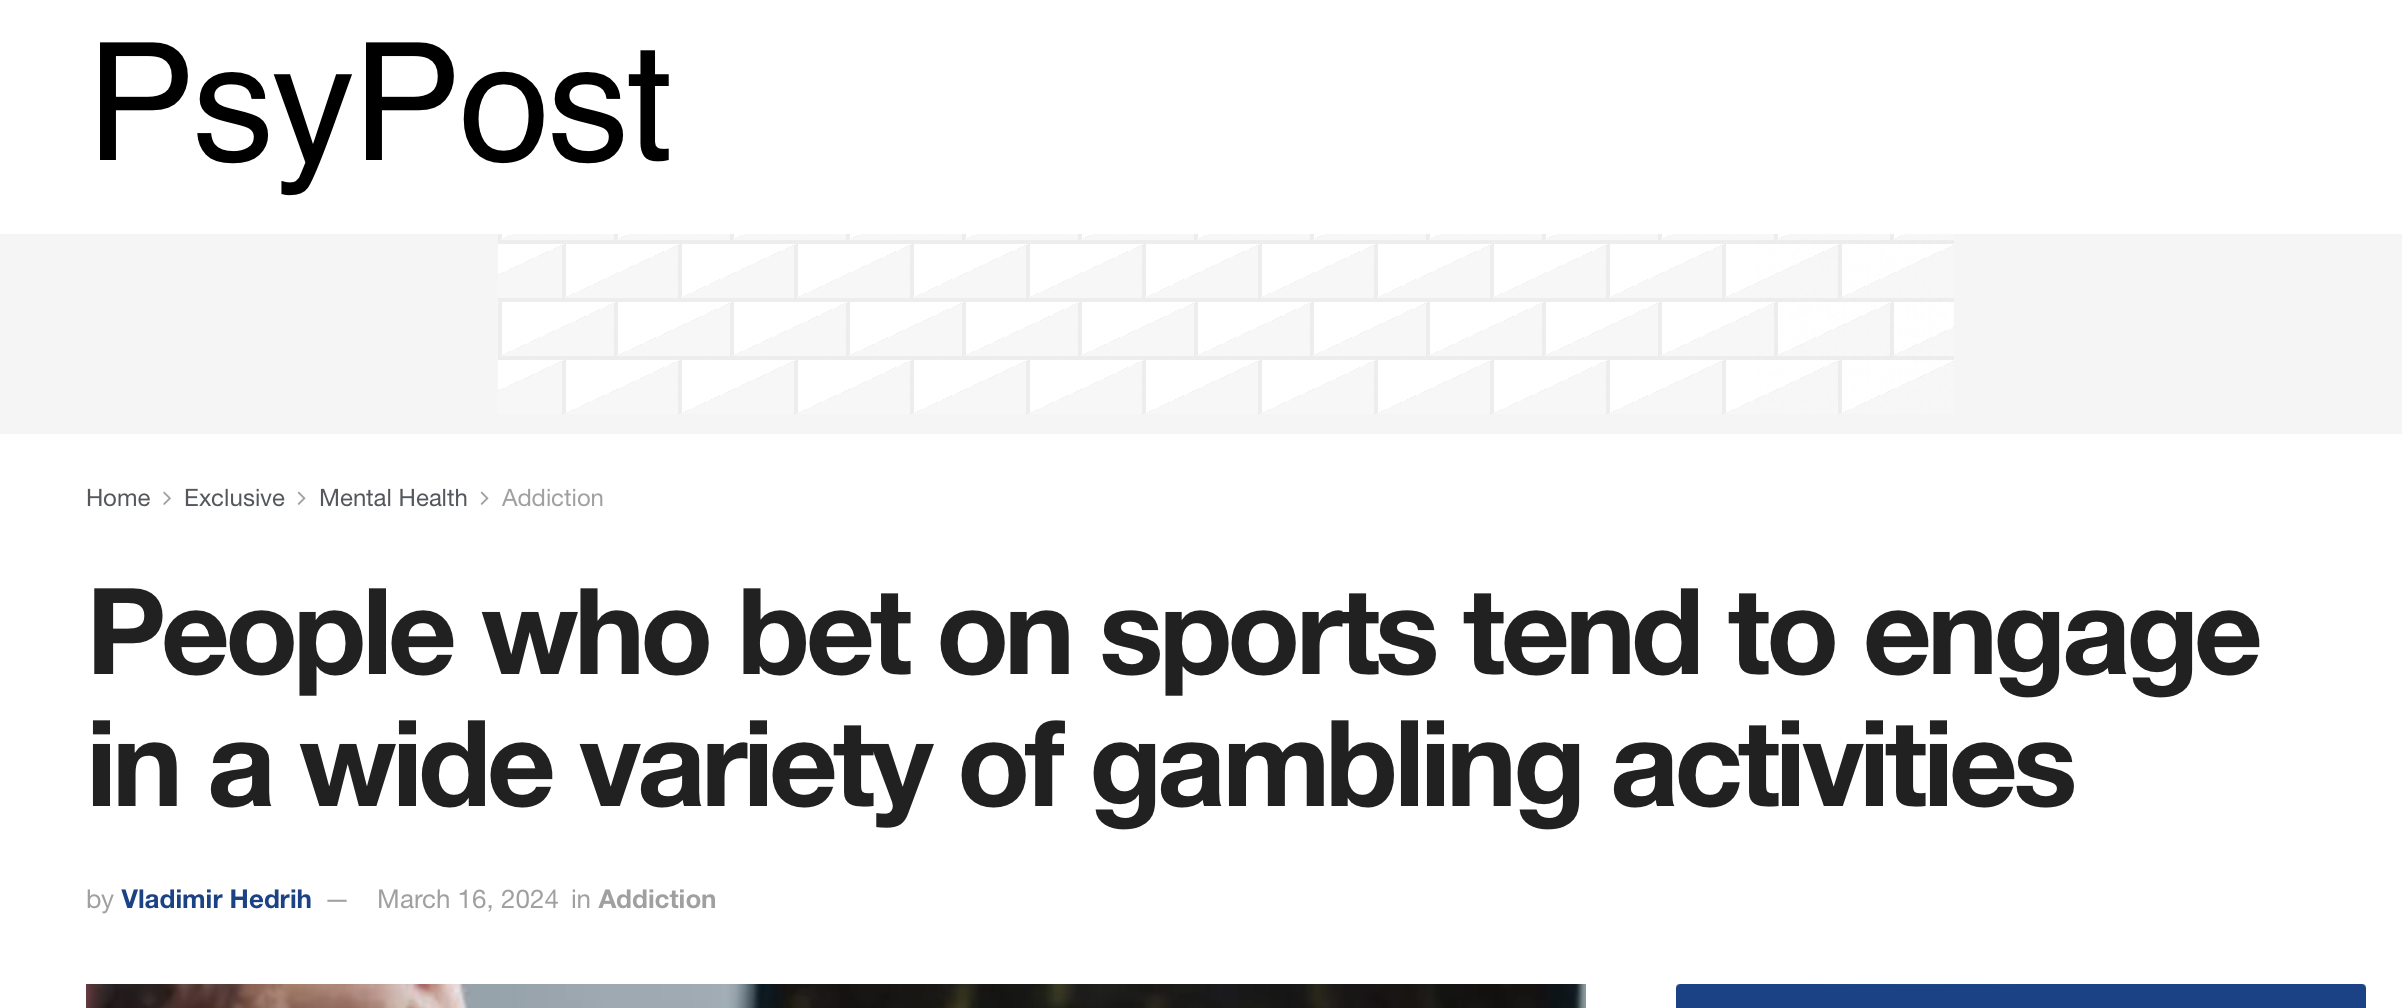 PsyPost
Home > Exclusive > Mental Health > Addiction
People who bet on sports tend to engage
in a wide variety of gambling activities
by Vladimir Hedrih — March 16, 2024 in Addiction